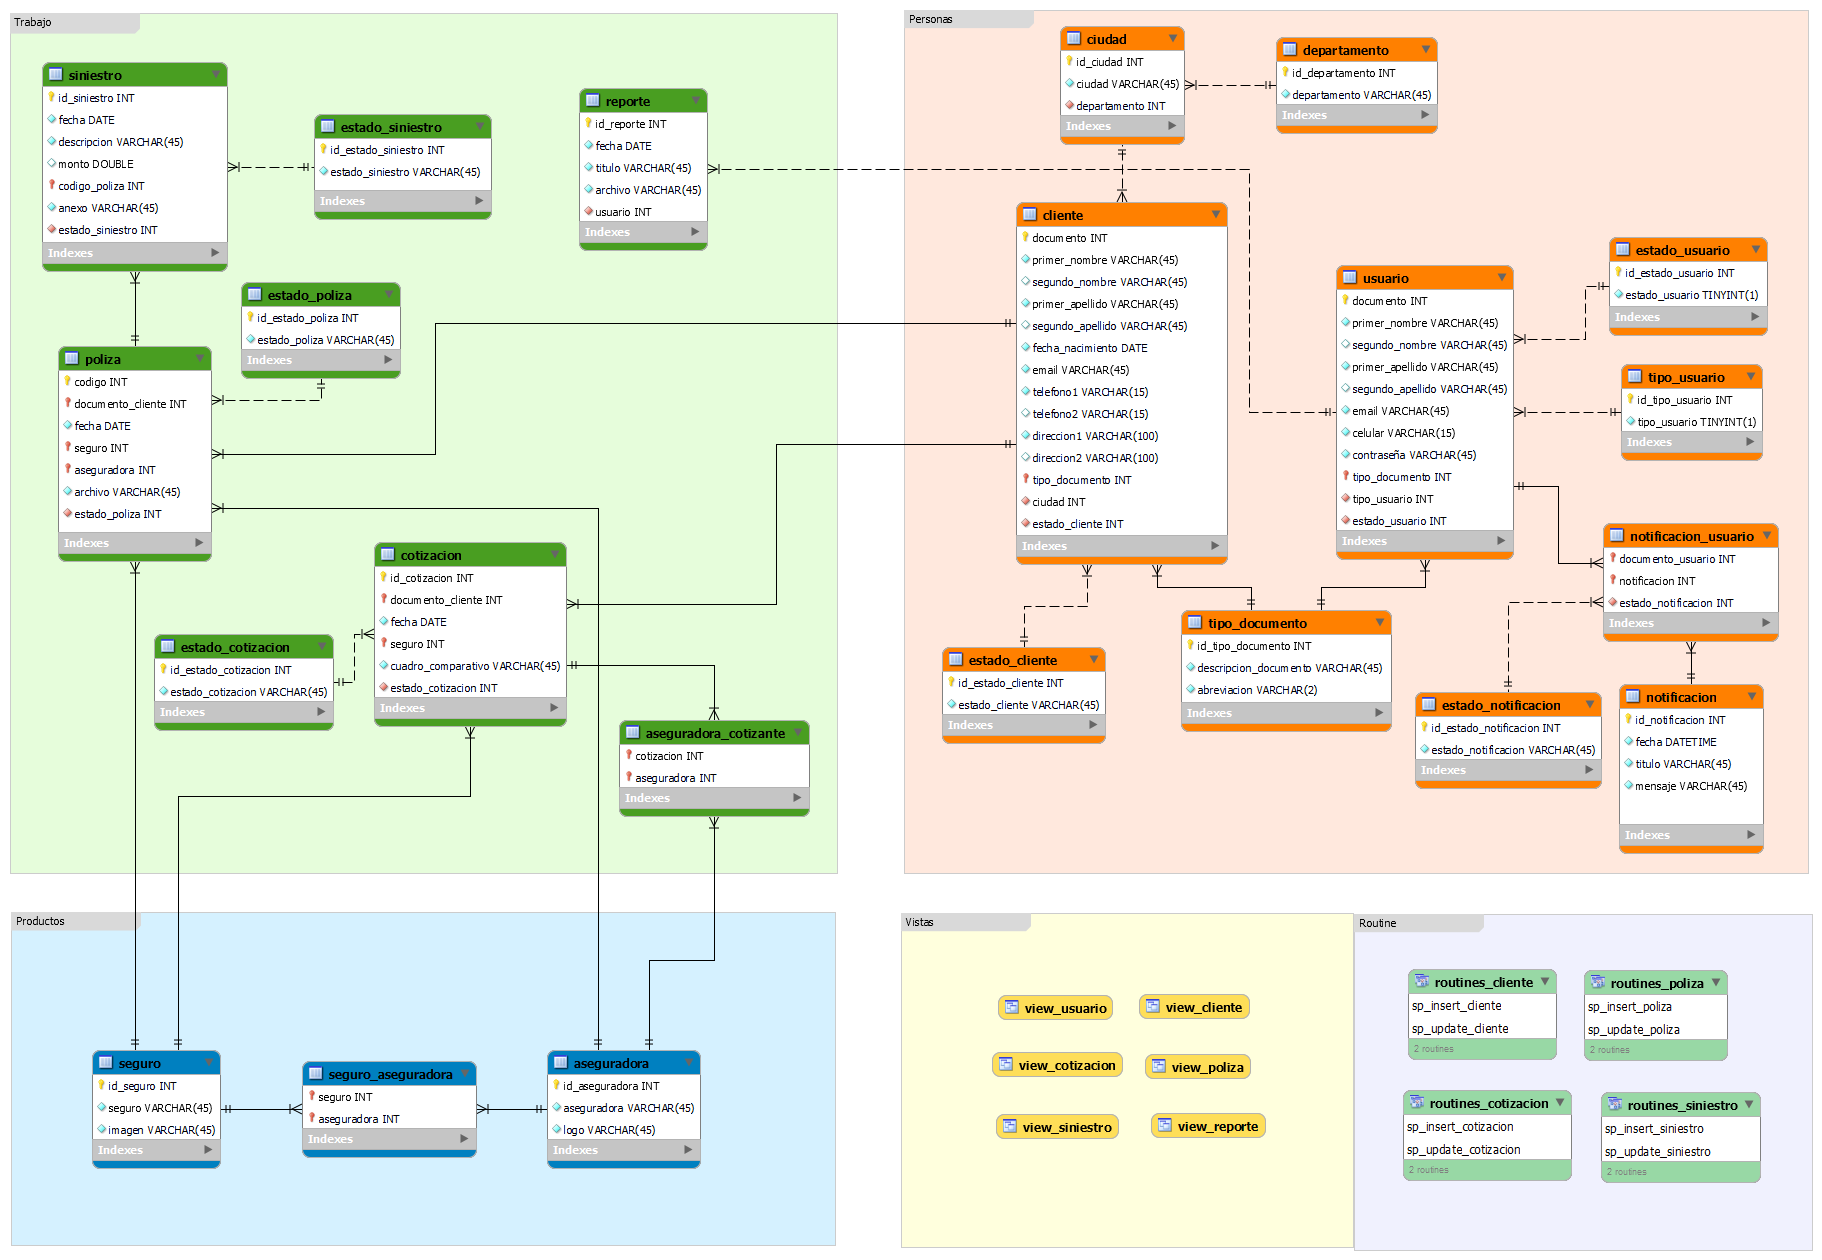 Trabajo
siniestro
id_siniestro INT
fecha DATE
descripcion VARCHAR(45)
monto DOUBLE
codigo_poliza INT
anexo VARCHAR(45)
estado_siniestro INT
Indexes
estado_siniestro
id_estado_siniestro INT
estado_siniestro VARCHAR(45)
Indexes
reporte
id_reporte INT
fecha DATE
titulo VARCHAR(45)
archivo VARCHAR(45)
usuario INT
Indexes
estado_poliza
id_estado_poliza INT
estado_poliza VARCHAR(45)
Indexes
poliza
codigo INT
documento_cliente INT
fecha DATE
seguro INT
aseguradora INT
archivo VARCHAR(45)
estado_poliza INT
Indexes
cotizacion
id_cotizacion INT
documento_cliente INT
fecha DATE
seguro INT
cuadro_comparativo VARCHAR(45)
estado_cotizacion INT
Indexes
estado_cotizacion
id_estado_cotizacion INT
estado_cotizacion VARCHAR(45)
Indexes
aseguradora_cotizante
cotizacion INT
aseguradora INT
Indexes
Personas
ciudad
id_ciudad INT
ciudad VARCHAR(45)
departamento INT
Indexes
departamento
id_departamento INT
departamento VARCHAR(45)
Indexes
cliente
documento INT
primer_nombre VARCHAR(45)
segundo_nombre VARCHAR(45)
primer_apellido VARCHAR(45)
segundo_apellido VARCHAR(45)
fecha_nacimiento DATE
email VARCHAR(45)
telefono1 VARCHAR(15)
telefono2 VARCHAR(15)
direccion1 VARCHAR(100)
direccion2 VARCHAR(100)
tipo_documento INT
ciudad INT
estado_cliente INT
Indexes
usuario
documento INT
primer_nombre VARCHAR(45)
segundo_nombre VARCHAR(45)
primer_apellido VARCHAR(45)
segundo_apellido VARCHAR(45)
email VARCHAR(45)
celular VARCHAR(15)
contraseña VARCHAR(45)
tipo_documento INT
tipo_usuario INT
estado_usuario INT
Indexes
estado_usuario
id_estado_usuario INT
estado_usuario TINYINT(1)
Indexes
tipo_usuario
id_tipo_usuario INT
tipo_usuario TINYINT(1)
Indexes
notificacion_usuario
documento_usuario INT
notificacion INT
estado_notificacion INT
Indexes
estado_cliente
id_estado_cliente INT
estado_cliente VARCHAR(45)
Indexes
tipo_documento
id_tipo_documento INT
descripcion_documento VARCHAR(45)
abreviacion VARCHAR(2)
Indexes
estado_notificacion
id_estado_notificacion INT
estado_notificacion VARCHAR(45)
Indexes
notificacion
id_notificacion INT
fecha DATETIME
titulo VARCHAR(45)
mensaje VARCHAR(45)
Indexes
Productos
seguro
id_seguro INT
seguro VARCHAR(45)
imagen VARCHAR(45)
Indexes
seguro_aseguradora
seguro INT
aseguradora INT
Indexes
aseguradora
id_aseguradora INT
aseguradora VARCHAR(45)
logo VARCHAR(45)
Indexes
Vistas
view_usuario
view_cliente
view_cotizacion
view_poliza
view_siniestro
view_reporte
Routine
routines_cliente
sp_insert_cliente
sp_update_cliente
2 routines
routines_poliza
sp_insert_poliza
sp_update_poliza
2 routines
routines_cotizacion
sp_insert_cotizacion
sp_update_cotizacion
2 routines
routines_siniestro
sp_insert_siniestro
sp_update_siniestro
2 routines